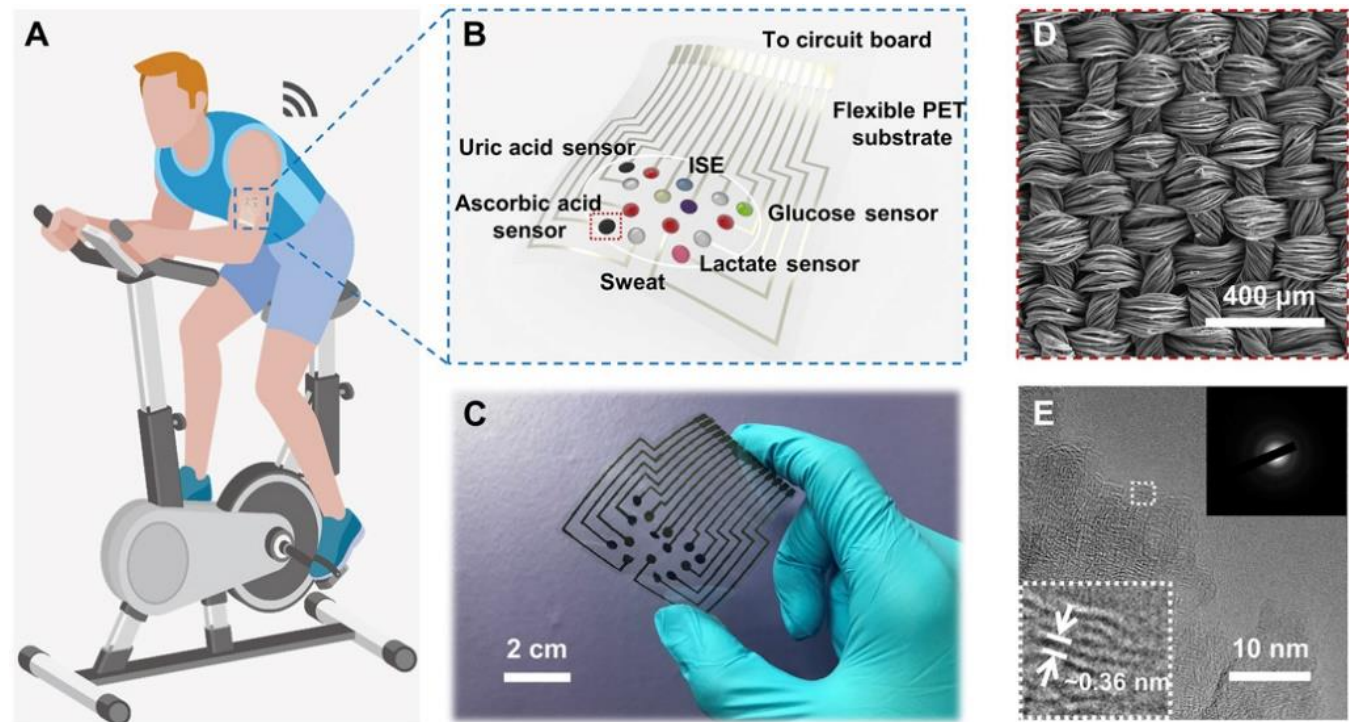 A
B
To circuit board
Flexible PET
substrate
Uric acid sensor
ISE
Ascorbic acid
sensor
Glucose sensor
Lactate sensor
Sweat
C
2 cm
D
400 µm
E
~0.36 nm
10 nm